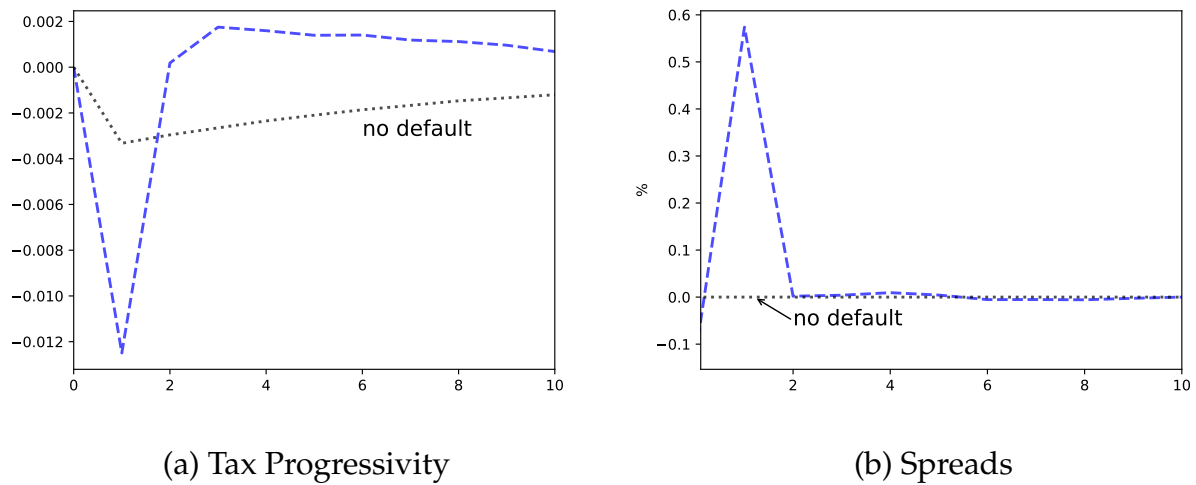 0.002
0.000
−0.002
−0.004
−0.006
−0.008
−0.010
−0.012
0 2 4 6 8 10
no default
(a) Tax Progressivity
0.6
0.5
0.4
0.3
0.2
0.1
0.0
−0.1
%
2 4 6 8 10
no default
(b) Spreads